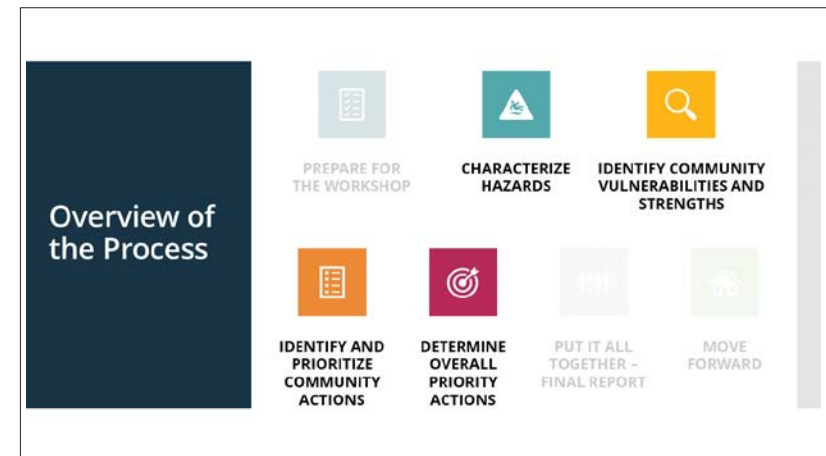 Overview of
the Process
PREPARE FOR
THE WORKSHOP
CHARACTERIZE
HAZARDS
IDENTIFY COMMUNITY
VULNERABILITIES AND
STRENGTHS
IDENTIFY AND
PRIORITIZE
COMMUNITY
ACTIONS
DETERMINE
OVERALL
PRIORITY
ACTIONS
PUT IT ALL
TOGETHER –
FINAL REPORT
MOVE
FORWARD